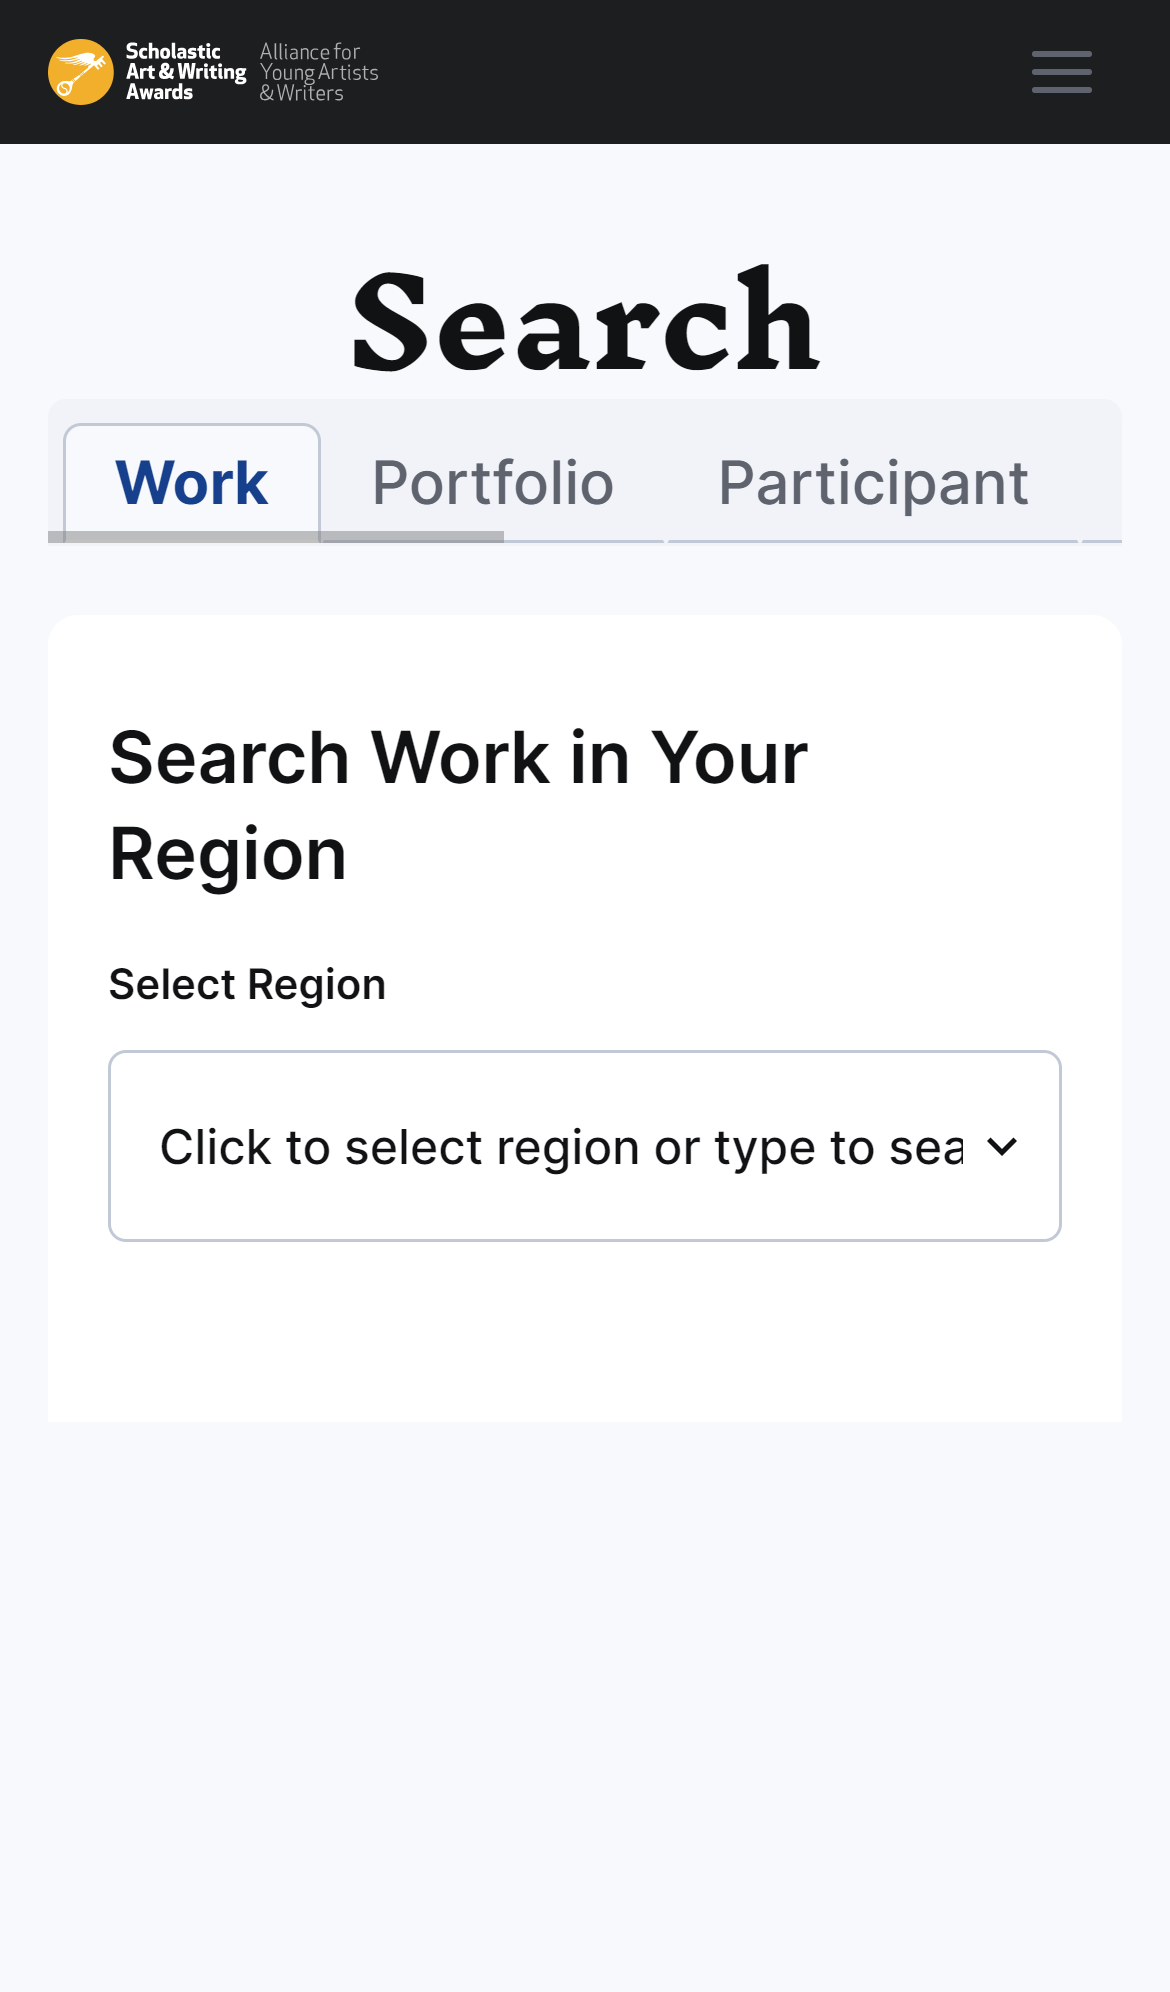 Scholastic
Art & Writing
Awards
Alliance for
Young Artists
& Writers
Search
Work
Portfolio
Participant
Search Work in Your
Region
Select Region
Click to select region or type to sea